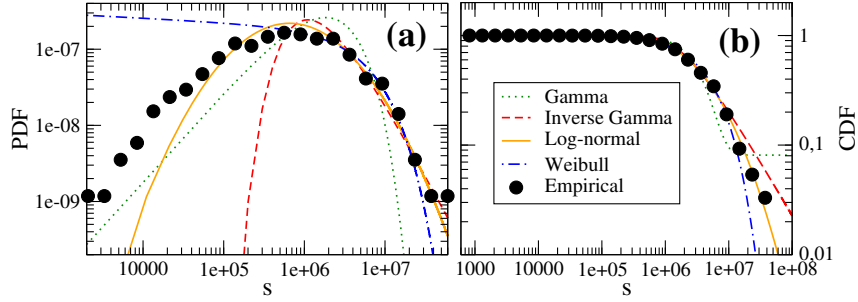 (a)
PDF
1e-07
1e-08
1e-09
10000
1e+05
1e+06
1e+07
s
(b)
Gamma
Inverse Gamma
Log-normal
Weibull
Empirical
1
0,1
0,01
CDF
1000
10000
1e+05
1e+06
1e+07
1e+08
s